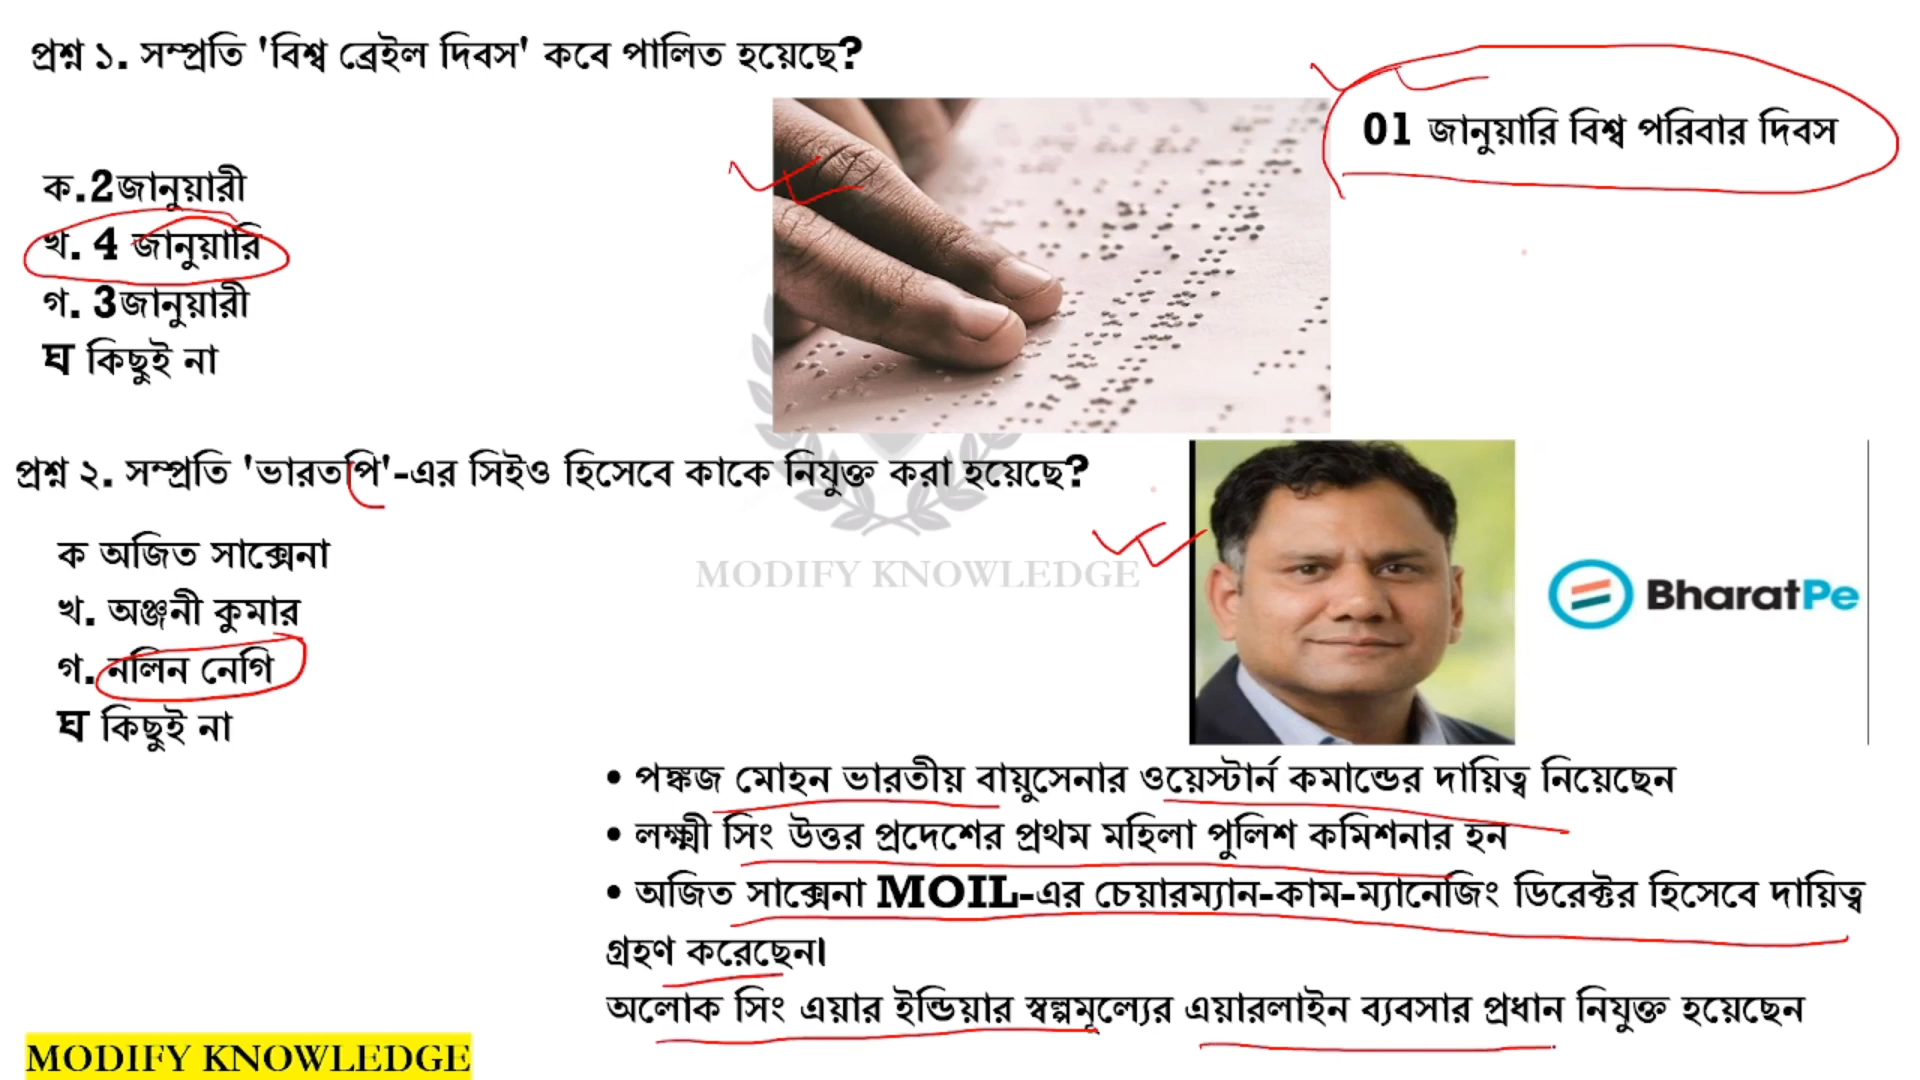 প্রশ্ন ১. সম্প্রতি 'বিশ্ব ব্রেইল দিবস' কবে পালিত হয়েছে?
01 জানুয়ারি বিশ্ব পরিবার দিবস
ক.2জানুয়ারী
খ. 4 জানুয়ারি
গ. 3জানুয়ারী
ঘ কিছুই না
প্রশ্ন ২. সম্প্রতি 'ভারতপি'-এর সিইও হিসেবে কাকে নিযুক্ত করা হয়েছে?
ক অজিত সাক্সেনা
খ. অঞ্জনী কুমার
গ. নলিন নেগি
ঘ কিছুই না
MODIFY KNOWLEDGE
BharatPe
• পঙ্কজ মোহন ভারতীয় বায়ুসেনার ওয়েস্টার্ন কমান্ডের দায়িত্ব নিয়েছেন
• লক্ষ্মী সিং উত্তর প্রদেশের প্রথম মহিলা পুলিশ কমিশনার হন
• অজিত সাক্সেনা MOIL-এর চেয়ারম্যান-কাম-ম্যানেজিং ডিরেক্টর হিসেবে দায়িত্ব
গ্রহণ করেছেন।
অলোক সিং এয়ার ইন্ডিয়ার স্বল্পমূল্যের এয়ারলাইন ব্যবসার প্রধান নিযুক্ত হয়েছেন
MODIFY KNOWLEDGE